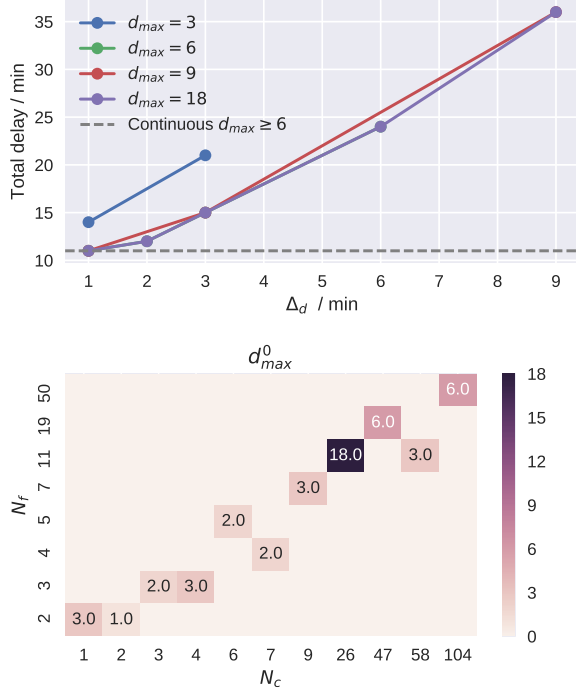 35
30
25
20
15
10
Total delay / min
d_max = 3
d_max = 6
d_max = 9
d_max = 18
Continuous d_max ≥ 6
1 2 3 4 5 6 7 8 9
Δ_d / min
d^0_max
50
19
11
7
5
4
3
2
N_f
6.0
6.0
18.0 3.0
3.0
2.0
2.0
2.0 3.0
3.0 1.0
1 2 3 4 6 7 9 26 47 58 104
N_c
18
15
12
9
6
3
0